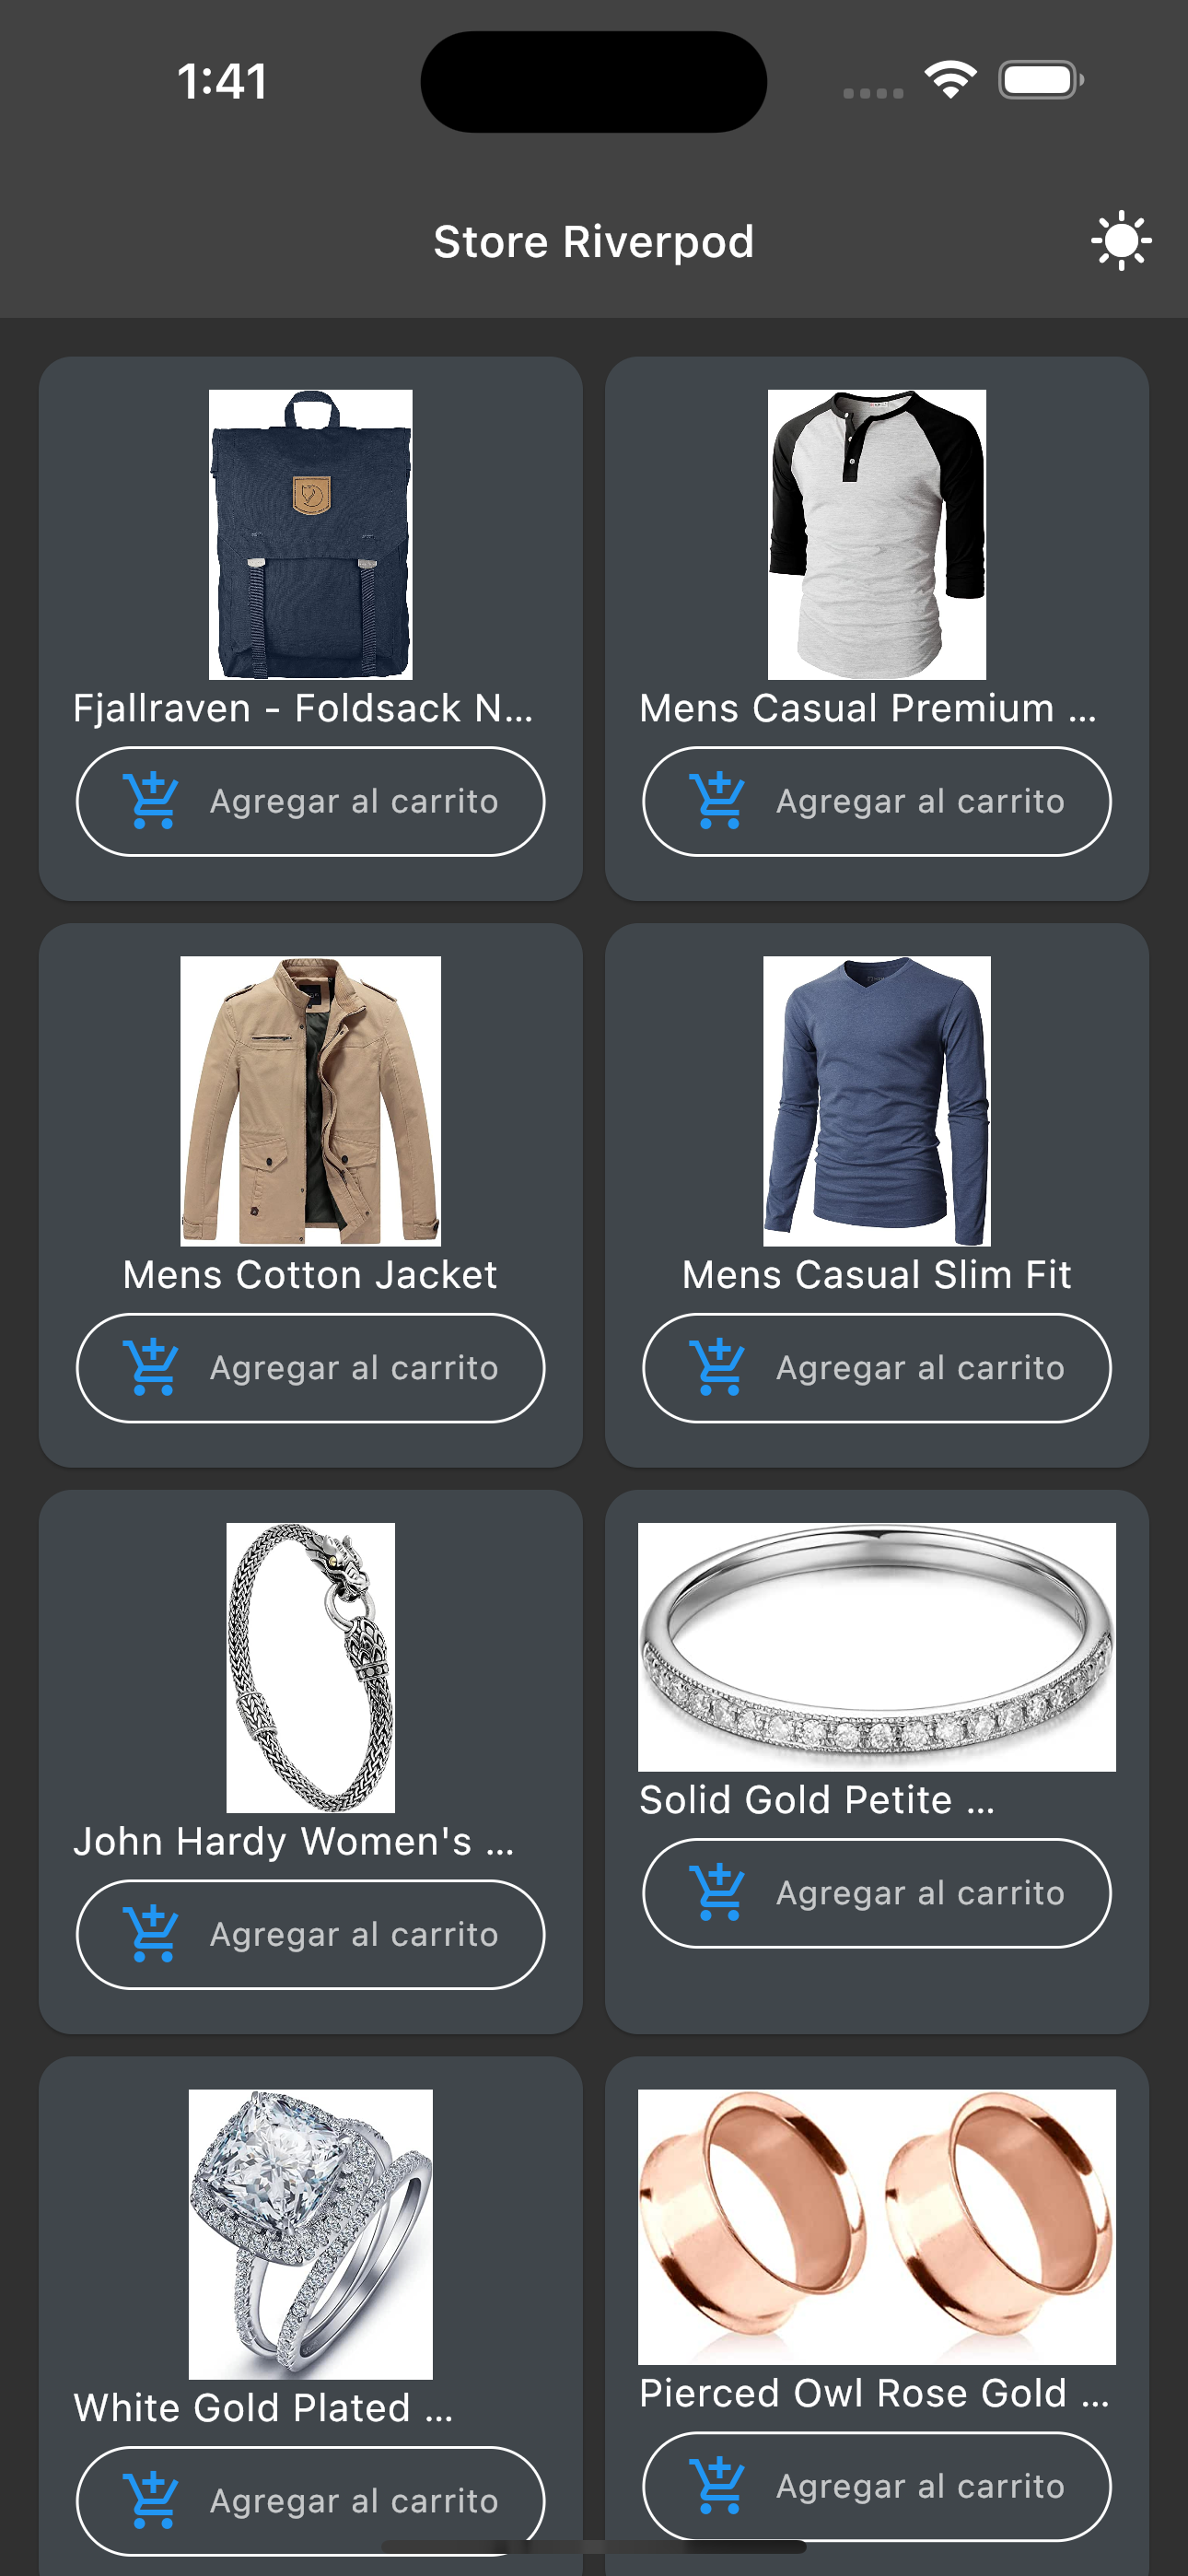 1:41
Store Riverpod
Fjallraven - Foldsack N...
Agregar al carrito
Mens Casual Premium ...
Agregar al carrito
Mens Cotton Jacket
Agregar al carrito
Mens Casual Slim Fit
Agregar al carrito
John Hardy Women's ...
Agregar al carrito
Solid Gold Petite ...
Agregar al carrito
White Gold Plated ...
Agregar al carrito
Pierced Owl Rose Gold ...
Agregar al carrito